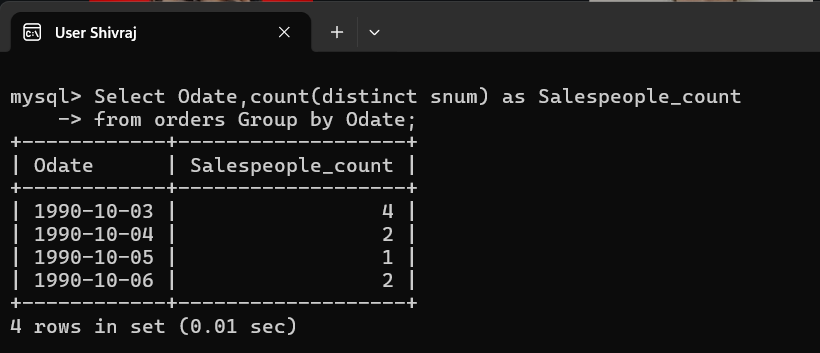 User Shivraj
mysql> Select Odate,count(distinct snum) as Salespeople_count
    -> from orders Group by Odate;
+------------+-------------------+
| Odate      | Salespeople_count |
+------------+-------------------+
| 1990-10-03 |                 4 |
| 1990-10-04 |                 2 |
| 1990-10-05 |                 1 |
| 1990-10-06 |                 2 |
+------------+-------------------+
4 rows in set (0.01 sec)